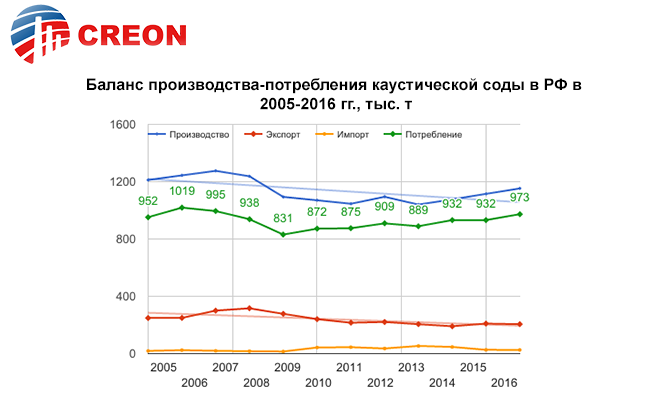 CREON
Баланс производства-потребления каустической соды в РФ в
2005-2016 гг., тыс. т
1600
Производство Экспорт Импорт Потребление
1200
952 1019 995 938 831 872 875 909 889 932 932 973
800
400
0
2005 2007 2009 2011 2013 2015
2006 2008 2010 2012 2014 2016